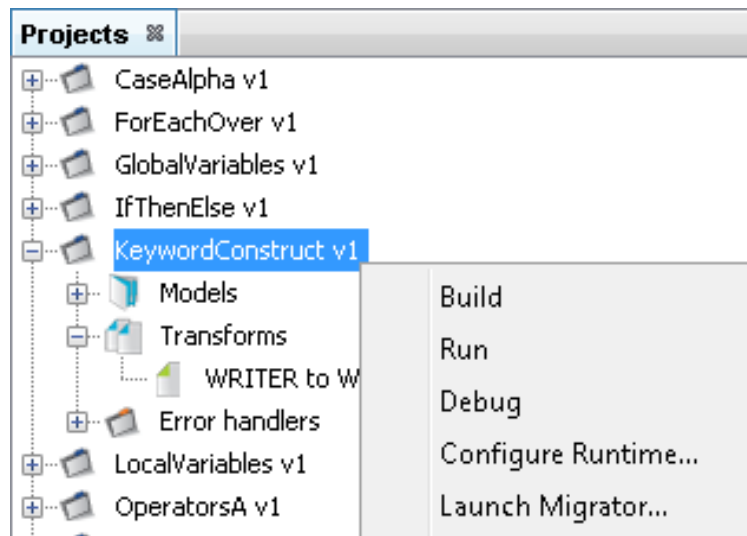 Projects
CaseAlpha v1
ForEachOver v1
GlobalVariables v1
IfThenElse v1
KeywordConstruct v1
Models
Build
Transforms
Run
WRITER to W
Debug
Error handlers
Configure Runtime...
LocalVariables v1
Launch Migrator...
OperatorsA v1